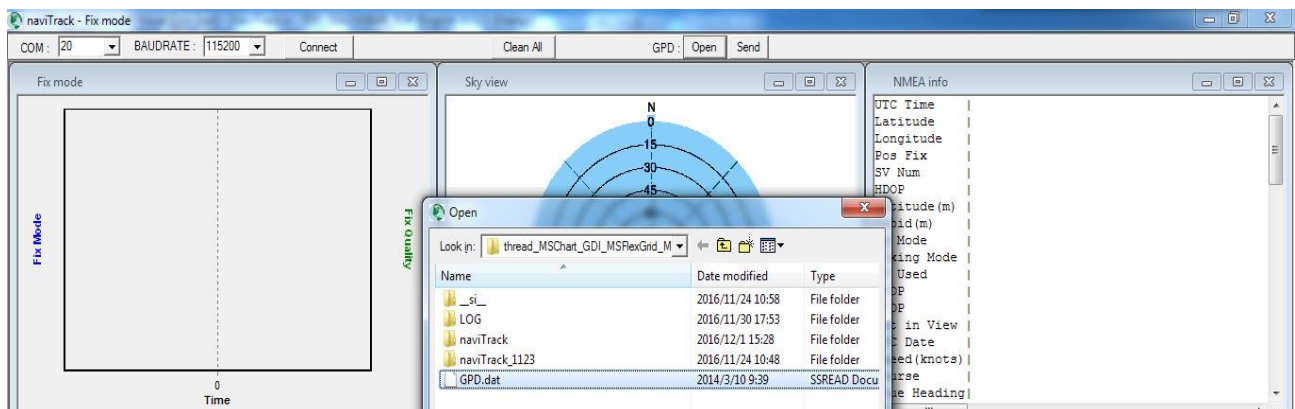 naviTrack - Fix mode
COM : 20 BAUDRATE : 115200 Connect Clean All GPD : Open Send
Fix mode
Fix Mode
Fix Quality
0
Time
Sky view
N
0
15
30
45
NMEA info
UTC Time |
Latitude |
Longitude |
Pos Fix |
SV Num |
HDOP
titude(m)
oid(m)
Mode
king Mode |
Used
OP
OP
in View |
Date
eed(knots)|
urse
ue Heading|
Open
Look in: thread_MSChart_GDI_MSFlexGrid_M
Name Date modified Type
__si__ 2016/11/24 10:58 File folder
LOG 2016/11/30 17:53 File folder
naviTrack 2016/12/1 15:28 File folder
naviTrack_1123 2016/11/24 10:48 File folder
GPD.dat 2014/3/10 9:39 SSREAD Docu